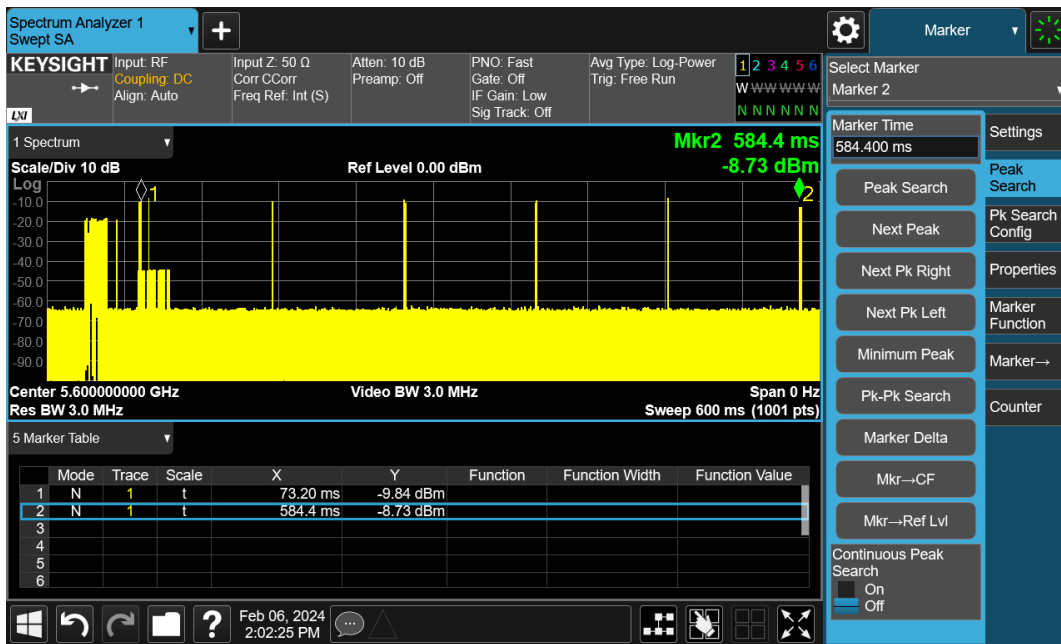 Spectrum Analyzer 1
Swept SA
Marker
KEYSIGHT
Input: RF
Coupling: DC
Align: Auto
Input Z: 50 Ω
Corr CCorr
Freq Ref: Int (S)
Atten: 10 dB
Preamp: Off
PNO: Fast
Gate: Off
IF Gain: Low
Sig Track: Off
Avg Type: Log-Power
Trig: Free Run
1 2 3 4 5 6
W W W W W W
N N N N N N
LXI
Select Marker
Marker 2
1 Spectrum
Mkr2 584.4 ms
Scale/Div 10 dB
Ref Level 0.00 dBm
-8.73 dBm
Log
1
2
-10.0
-20.0
-30.0
-40.0
-50.0
-60.0
-70.0
-80.0
-90.0
Center 5.600000000 GHz
Video BW 3.0 MHz
Span 0 Hz
Res BW 3.0 MHz
Sweep 600 ms (1001 pts)
5 Marker Table
Mode Trace Scale X Y Function Function Width Function Value
1 N 1 t 73.20 ms -9.84 dBm
2 N 1 t 584.4 ms -8.73 dBm
3
4
5
6
Marker Time
584.400 ms
Peak Search
Next Peak
Next Pk Right
Next Pk Left
Minimum Peak
Pk-Pk Search
Marker Delta
Mkr→CF
Mkr→Ref Lvl
Continuous Peak
Search
On
Off
Settings
Peak
Search
Pk Search
Config
Properties
Marker
Function
Marker→
Counter
?
Feb 06, 2024
2:02:25 PM